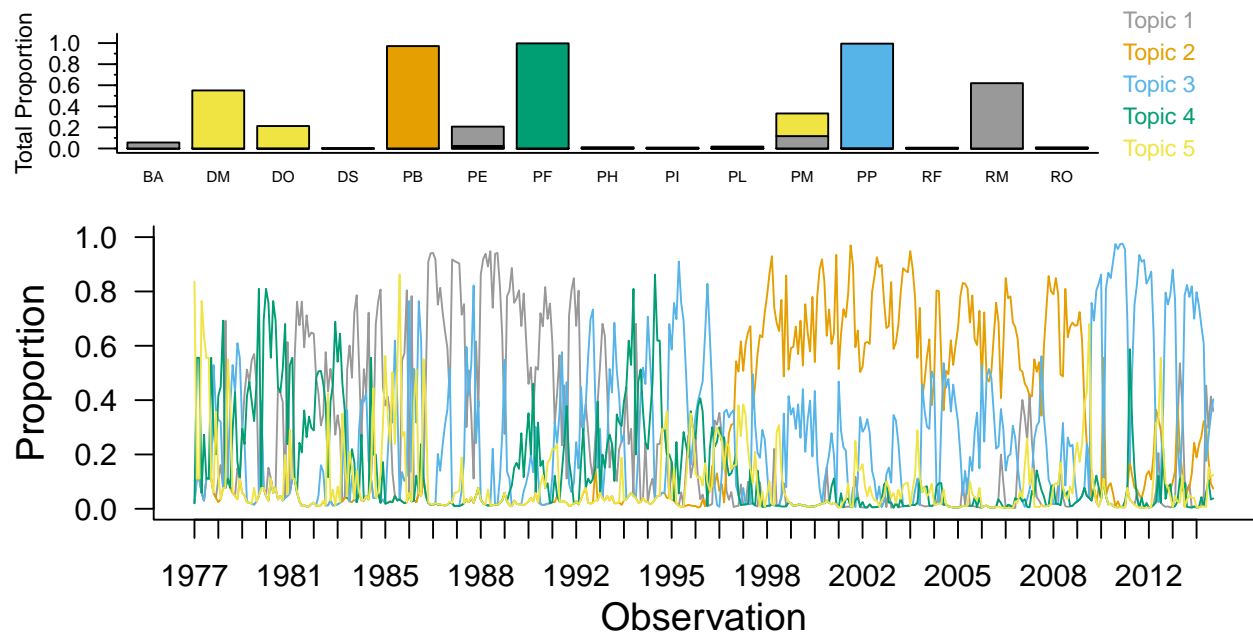 Total Proportion
1.0
0.8
0.6
0.4
0.2
0.0
BA DM DO DS PB PE PF PH PI PL PM PP RF RM RO
Topic 1
Topic 2
Topic 3
Topic 4
Topic 5
Proportion
1.0
0.8
0.6
0.4
0.2
0.0
1977 1981 1985 1988 1992 1995 1998 2002 2005 2008 2012
Observation